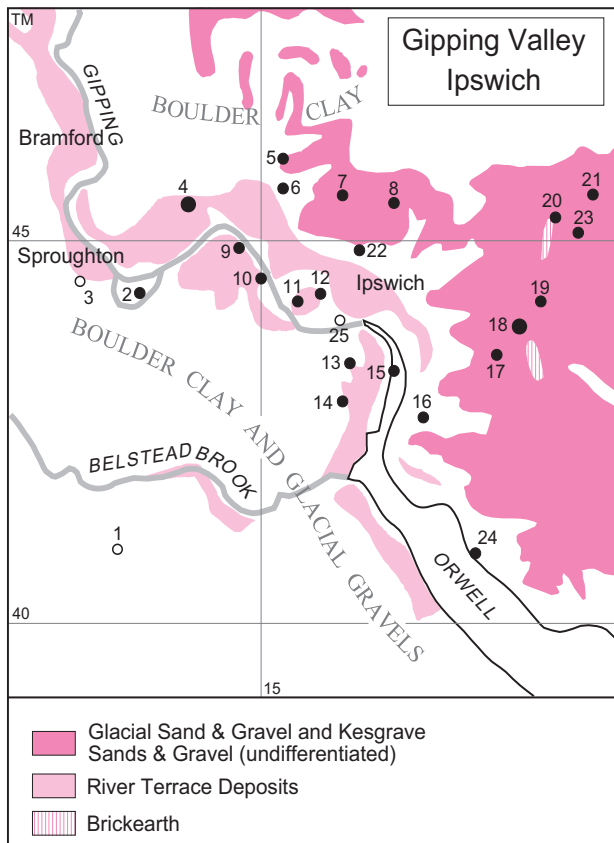 TM
Gipping Valley
Ipswich
GIPPING
BOULDER CLAY
Bramford
5
6
4
7
8
21
20
23
45
22
Sproughton
9
3
2
10
11
12
Ipswich
19
25
18
17
13
15
14
16
BOULDER CLAY AND GLACIAL GRAVELS
BELSTEAD BROOK
1
24
ORWELL
40
15
Glacial Sand & Gravel and Kesgrave
Sands & Gravel (undifferentiated)
River Terrace Deposits
Brickearth